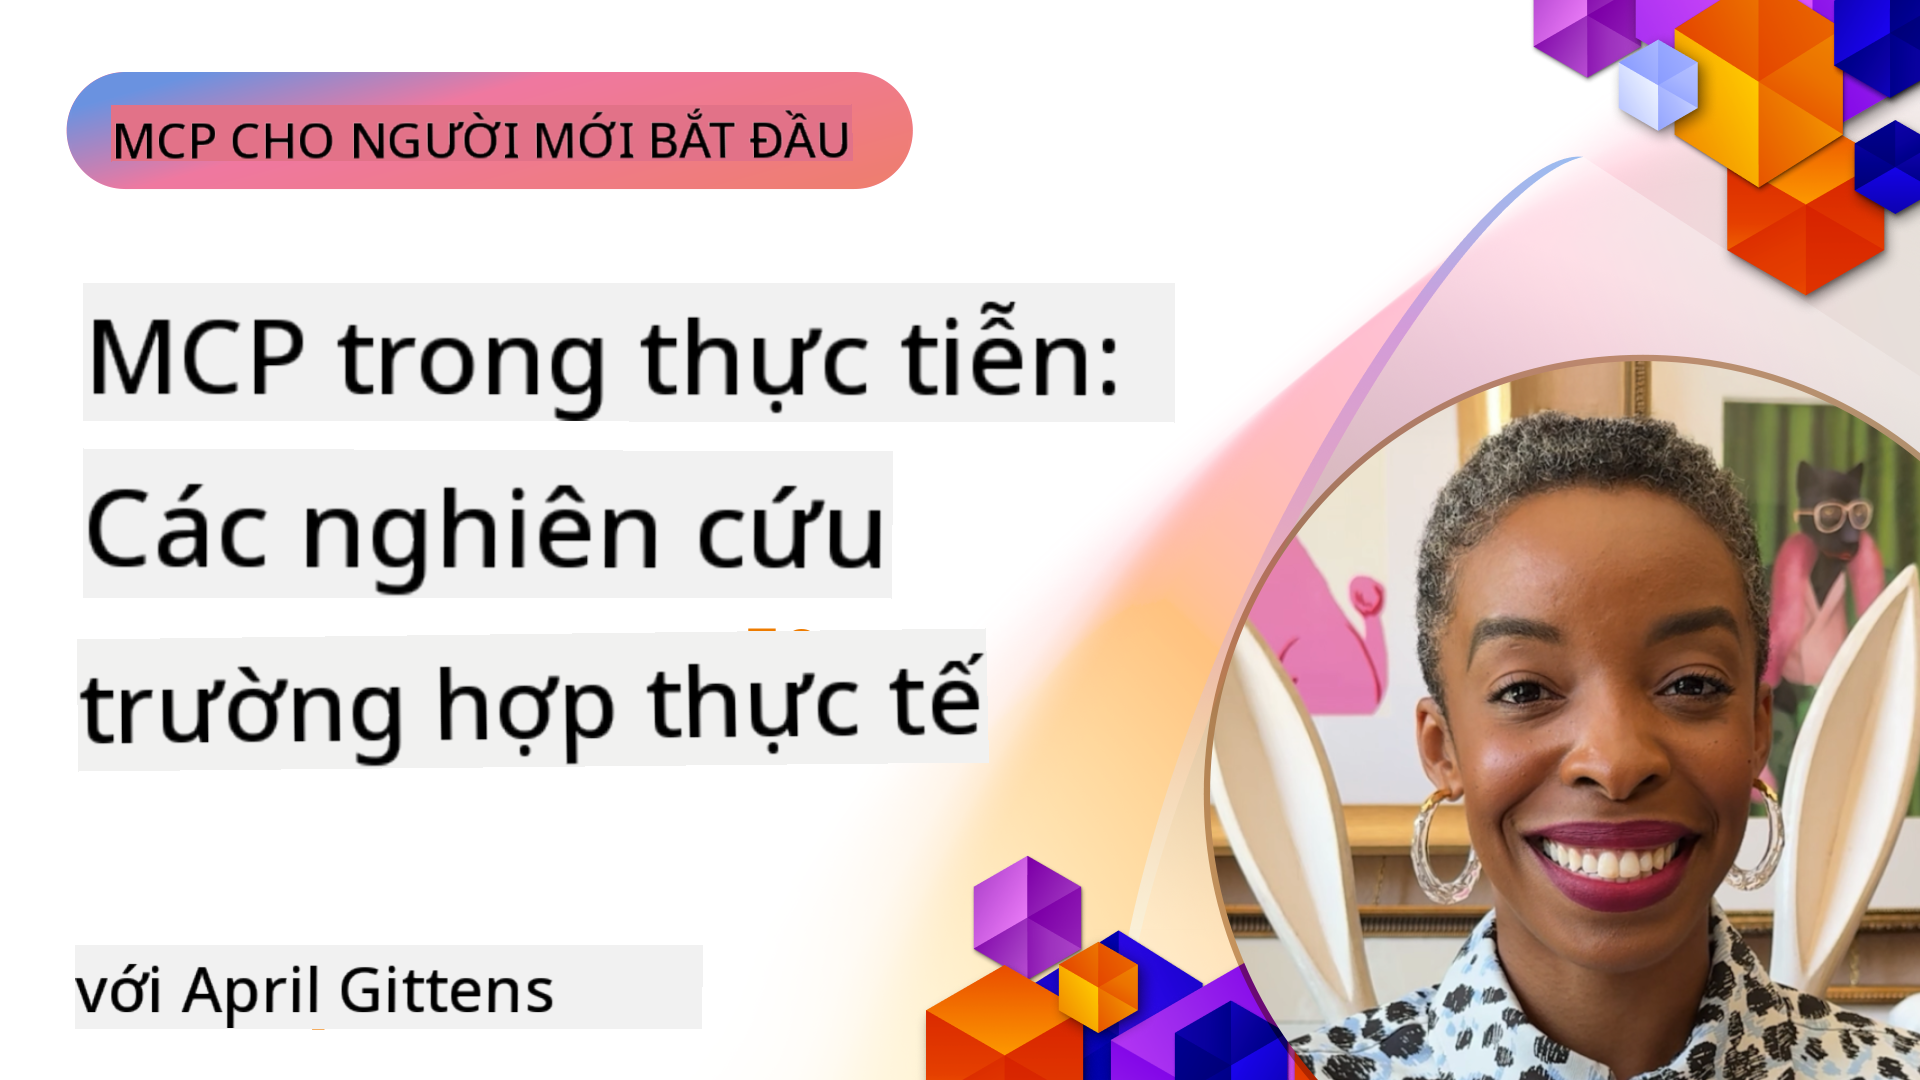 MCP CHO NGƯỜI MỚI BẮT ĐẦU
MCP trong thực tiễn:
Các nghiên cứu
trường hợp thực tế
với April Gittens